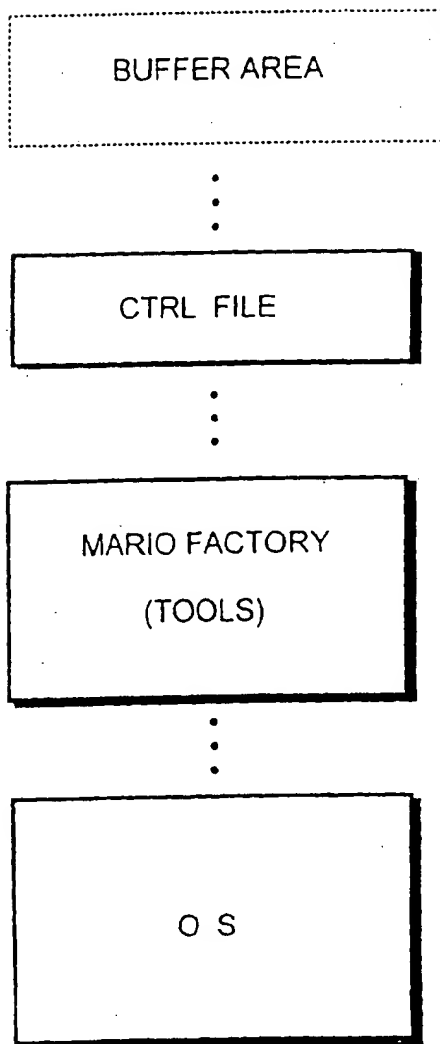 BUFFER AREA
CTRL FILE
MARIO FACTORY
(TOOLS)
O S